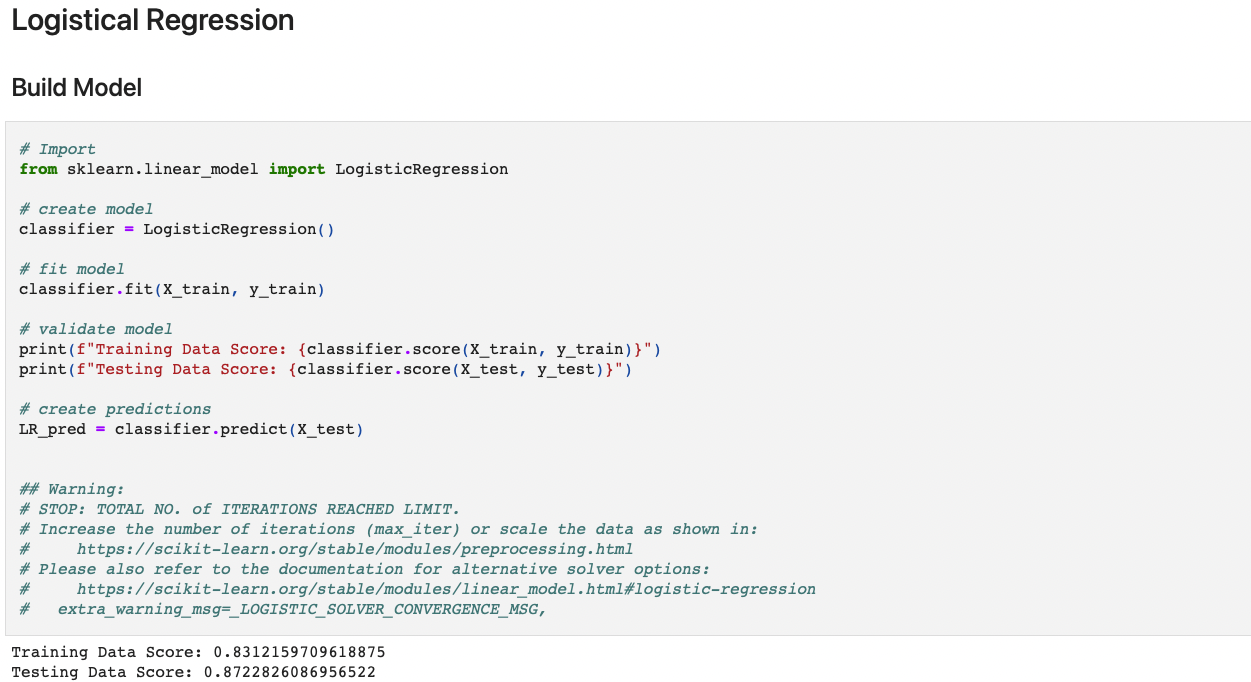 Logistical Regression
Build Model
# Import
from sklearn.linear_model import LogisticRegression
# create model
classifier = LogisticRegression()
# fit model
classifier.fit(X_train, y_train)
# validate model
print(f"Training Data Score: {classifier.score(X_train, y_train)}")
print(f"Testing Data Score: {classifier.score(X_test, y_test)}")
# create predictions
LR_pred = classifier.predict(X_test)
## Warning:
# STOP: TOTAL NO. of ITERATIONS REACHED LIMIT.
# Increase the number of iterations (max_iter) or scale the data as shown in:
#     https://scikit-learn.org/stable/modules/preprocessing.html
# Please also refer to the documentation for alternative solver options:
#     https://scikit-learn.org/stable/modules/linear_model.html#logistic-regression
#   extra_warning_msg=_LOGISTIC_SOLVER_CONVERGENCE_MSG,
Training Data Score: 0.8312159709618875
Testing Data Score: 0.8722826086956522